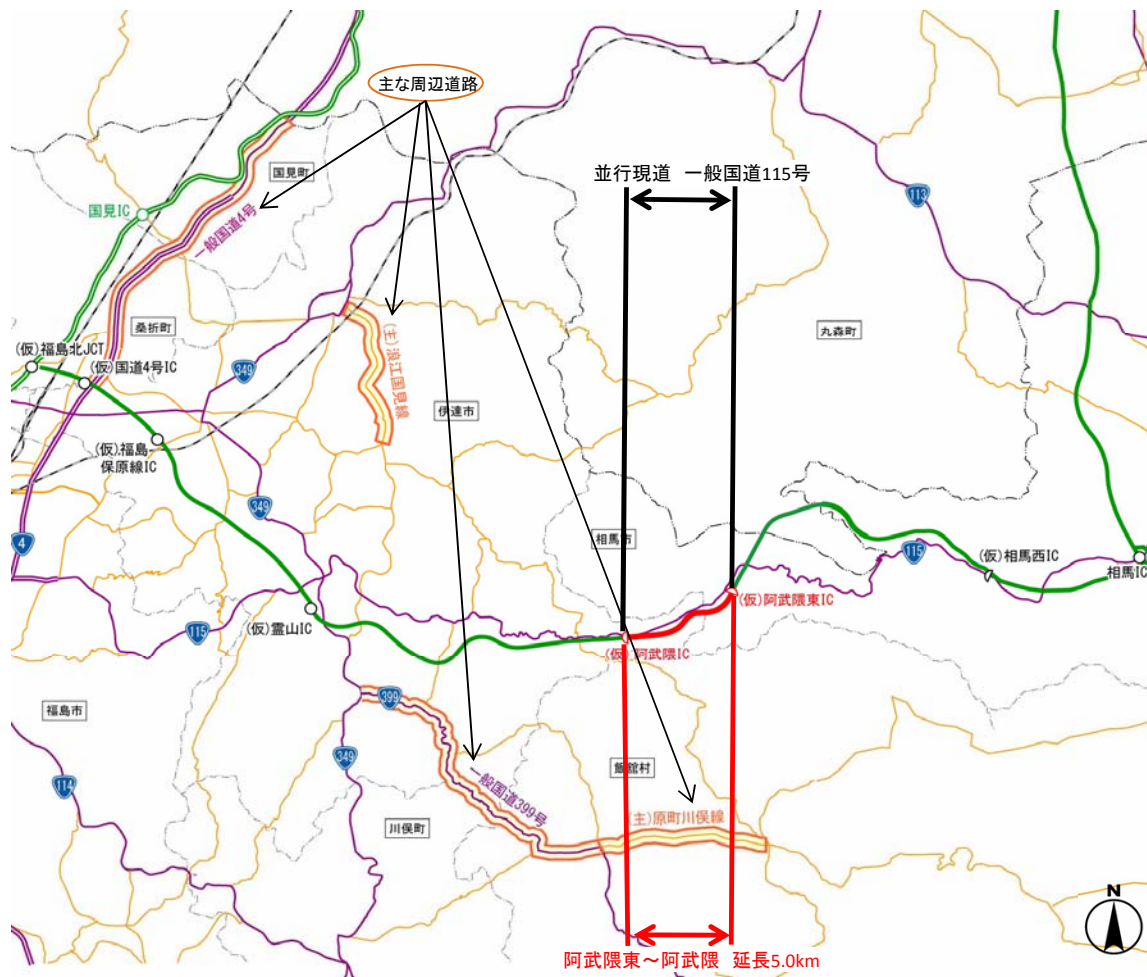 主な周辺道路
国見町
並行現道 一般国道115号
国見IC
一般国道4号
113
桑折町
丸森町
(主)浪江国見線
(仮)福島北JCT
(仮)国道4号IC
349
伊達市
(仮)福島
保原線IC
349
4
相馬市
115
(仮)相馬西IC
相馬IC
(仮)阿武隈東IC
(仮)霊山IC
115
(仮)阿武隈IC
399
福島市
349
一般国道399号
飯舘村
114
(主)原町川俣線
川俣町
N
阿武隈東~阿武隈 延長5.0km